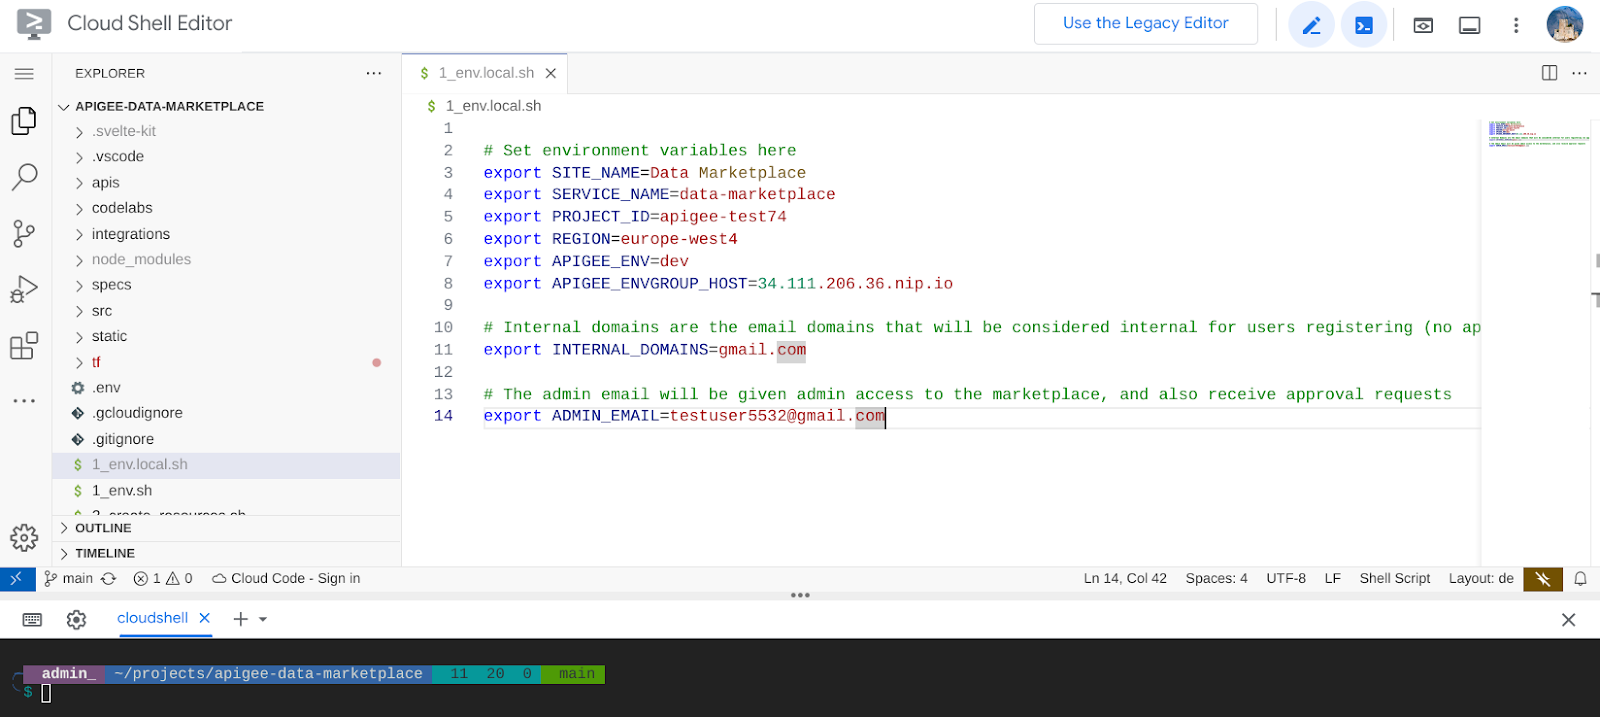 Cloud Shell Editor
Use the Legacy Editor
EXPLORER
APIGEE-DATA-MARKETPLACE
.svelte-kit
.vscode
apis
codelabs
integrations
node_modules
specs
src
static
tf
.env
.gcloudignore
.gitignore
$ 1_env.local.sh
$ 1_env.sh
OUTLINE
TIMELINE
$ 1_env.local.sh
$ 1_env.local.sh
1
2 # Set environment variables here
3 export SITE_NAME=Data Marketplace
4 export SERVICE_NAME=data-marketplace
5 export PROJECT_ID=apigee-test74
6 export REGION=europe-west4
7 export APIGEE_ENV=dev
8 export APIGEE_ENVGROUP_HOST=34.111.206.36.nip.io
9
10 # Internal domains are the email domains that will be considered internal for users registering (no ap
11 export INTERNAL_DOMAINS=gmail.com
12
13 # The admin email will be given admin access to the marketplace, and also receive approval requests
14 export ADMIN_EMAIL=testuser5532@gmail.com
main 1 0 Cloud Code - Sign in Ln 14, Col 42 Spaces: 4 UTF-8 LF Shell Script Layout: de
cloudshell
admin_ ~/projects/apigee-data-marketplace 11 20 0 main
$